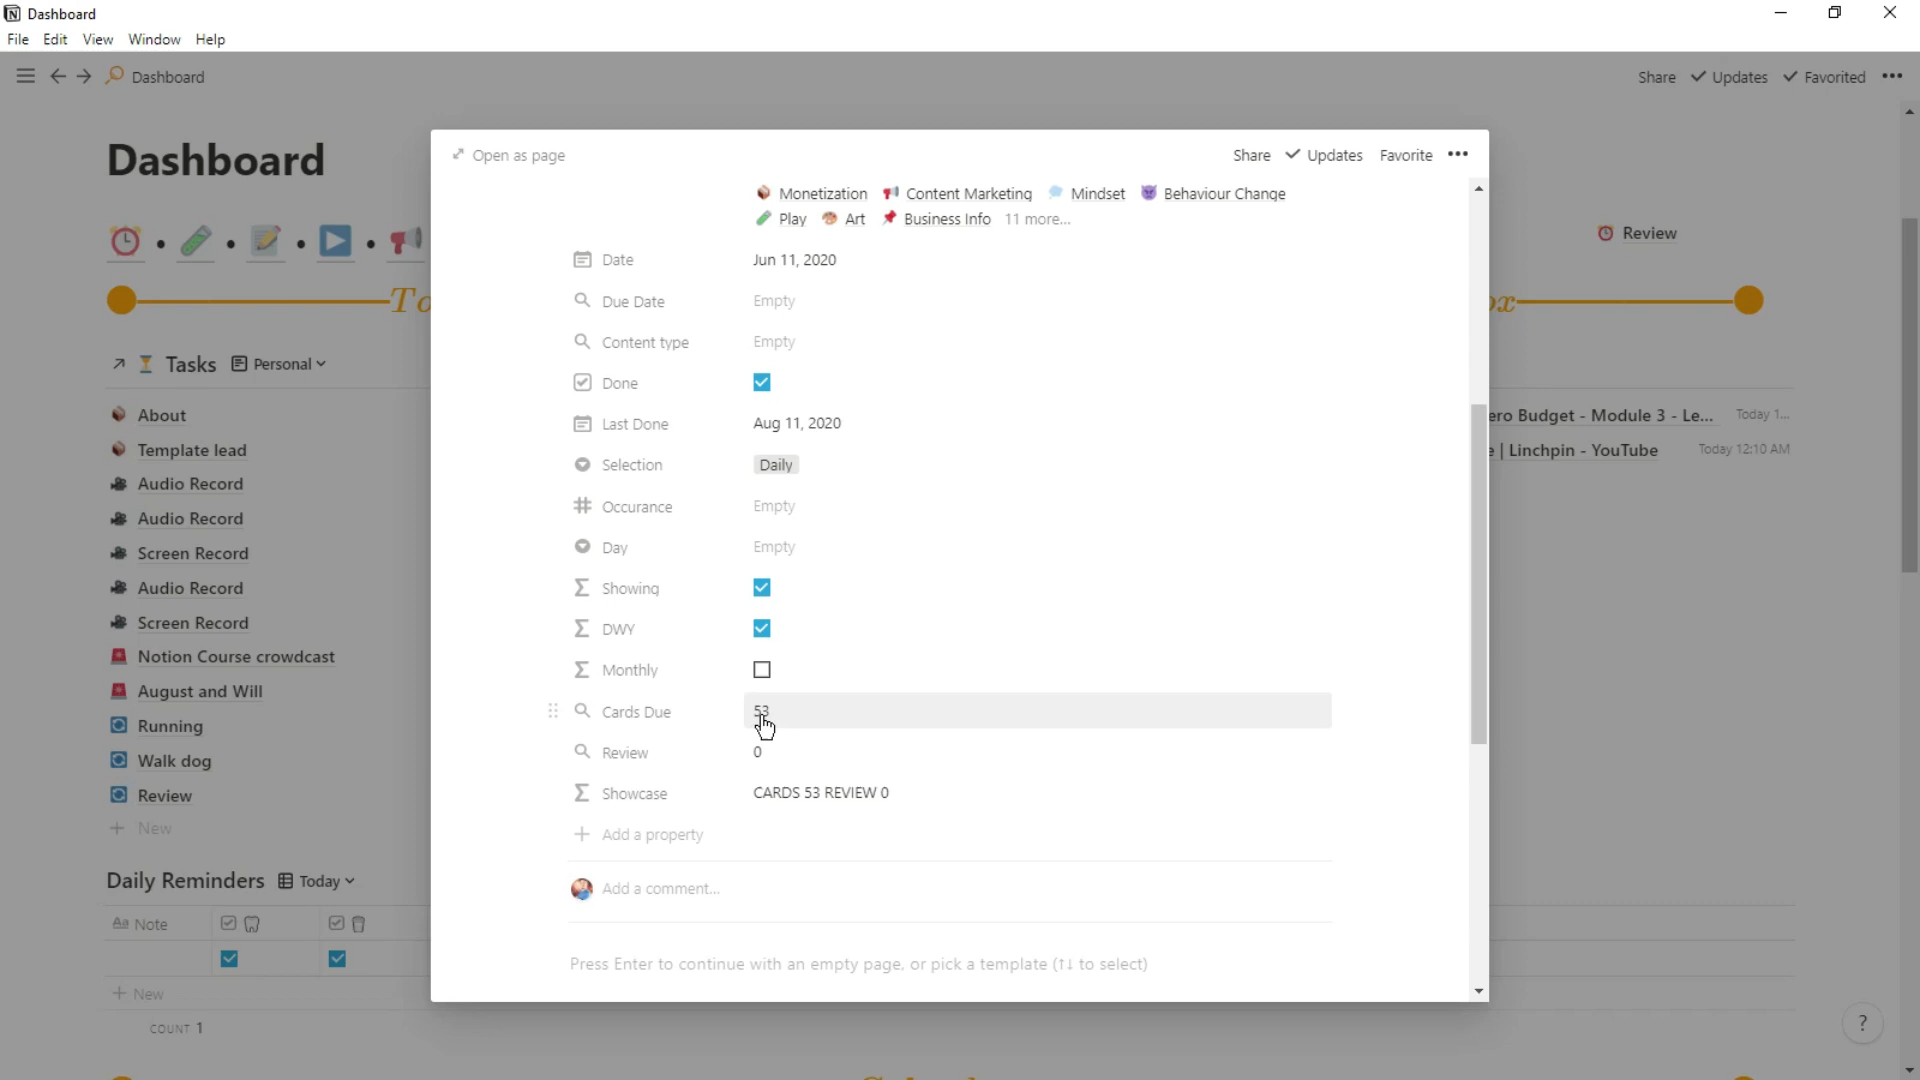 Dashboard
File Edit View Window Help
Dashboard
Share Updates Favorited
Dashboard
Review
To
ox
Tasks Personal
About
Template lead
Audio Record
Audio Record
Screen Record
Audio Record
Screen Record
Notion Course crowdcast
August and Will
Running
Walk dog
Review
+ New
Daily Reminders Today
Aa Note
+ New
COUNT 1
Open as page
Share Updates Favorite
Monetization Content Marketing Mindset Behaviour Change
Play Art Business Info 11 more...
Date Jun 11, 2020
Due Date Empty
Content type Empty
Done
Last Done Aug 11, 2020
Selection Daily
Occurance Empty
Day Empty
Showing
DWY
Monthly
Cards Due 53
Review 0
Showcase CARDS 53 REVIEW 0
+ Add a property
Add a comment...
Press Enter to continue with an empty page, or pick a template (↑↓ to select)
ero Budget - Module 3 - Le... Today 1...
e | Linchpin - YouTube Today 12:10 AM
?